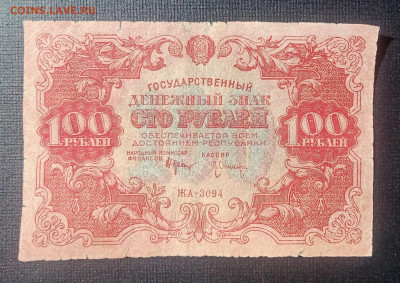 COINS.LAVE.RU
ГОСУДАРСТВЕННЫЙ
ДЕНЕЖНЫЙ ЗНАК
СТО РУБЛЕЙ
100 РУБЛЕЙ
100 РУБЛЕЙ
ОБЕСПЕЧИВАЕТСЯ ВСЕМ
ДОСТОЯНИЕМ РЕСПУБЛИКИ
НАРОДНЫЙ КОМИССАР
ФИНАНСОВ
КАССИР
ЖА-3094